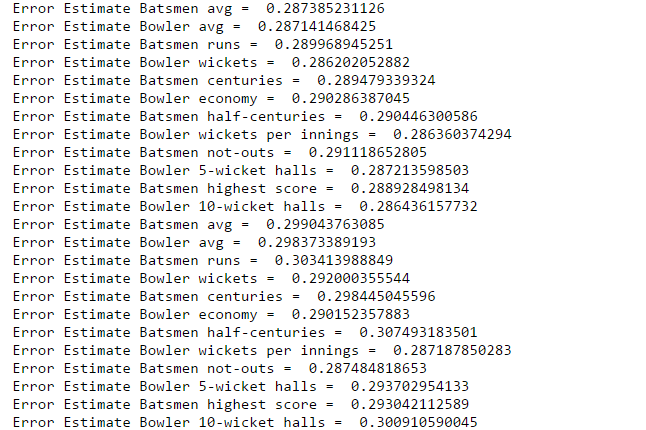 Error Estimate Batsmen avg =  0.287385231126
Error Estimate Bowler avg =  0.287141468425
Error Estimate Batsmen runs =  0.289968945251
Error Estimate Bowler wickets =  0.286202052882
Error Estimate Batsmen centuries =  0.289479339324
Error Estimate Bowler economy =  0.290286387045
Error Estimate Batsmen half-centuries =  0.290446300586
Error Estimate Bowler wickets per innings =  0.286360374294
Error Estimate Batsmen not-outs =  0.291118652805
Error Estimate Bowler 5-wicket halls =  0.287213598503
Error Estimate Batsmen highest score =  0.288928498134
Error Estimate Bowler 10-wicket halls =  0.286436157732
Error Estimate Batsmen avg =  0.299043763085
Error Estimate Bowler avg =  0.298373389193
Error Estimate Batsmen runs =  0.303413988849
Error Estimate Bowler wickets =  0.292000355544
Error Estimate Batsmen centuries =  0.298445045596
Error Estimate Bowler economy =  0.290152357883
Error Estimate Batsmen half-centuries =  0.307493183501
Error Estimate Bowler wickets per innings =  0.287187850283
Error Estimate Batsmen not-outs =  0.287484818653
Error Estimate Bowler 5-wicket halls =  0.293702954133
Error Estimate Batsmen highest score =  0.293042112589
Error Estimate Bowler 10-wicket halls =  0.300910590045